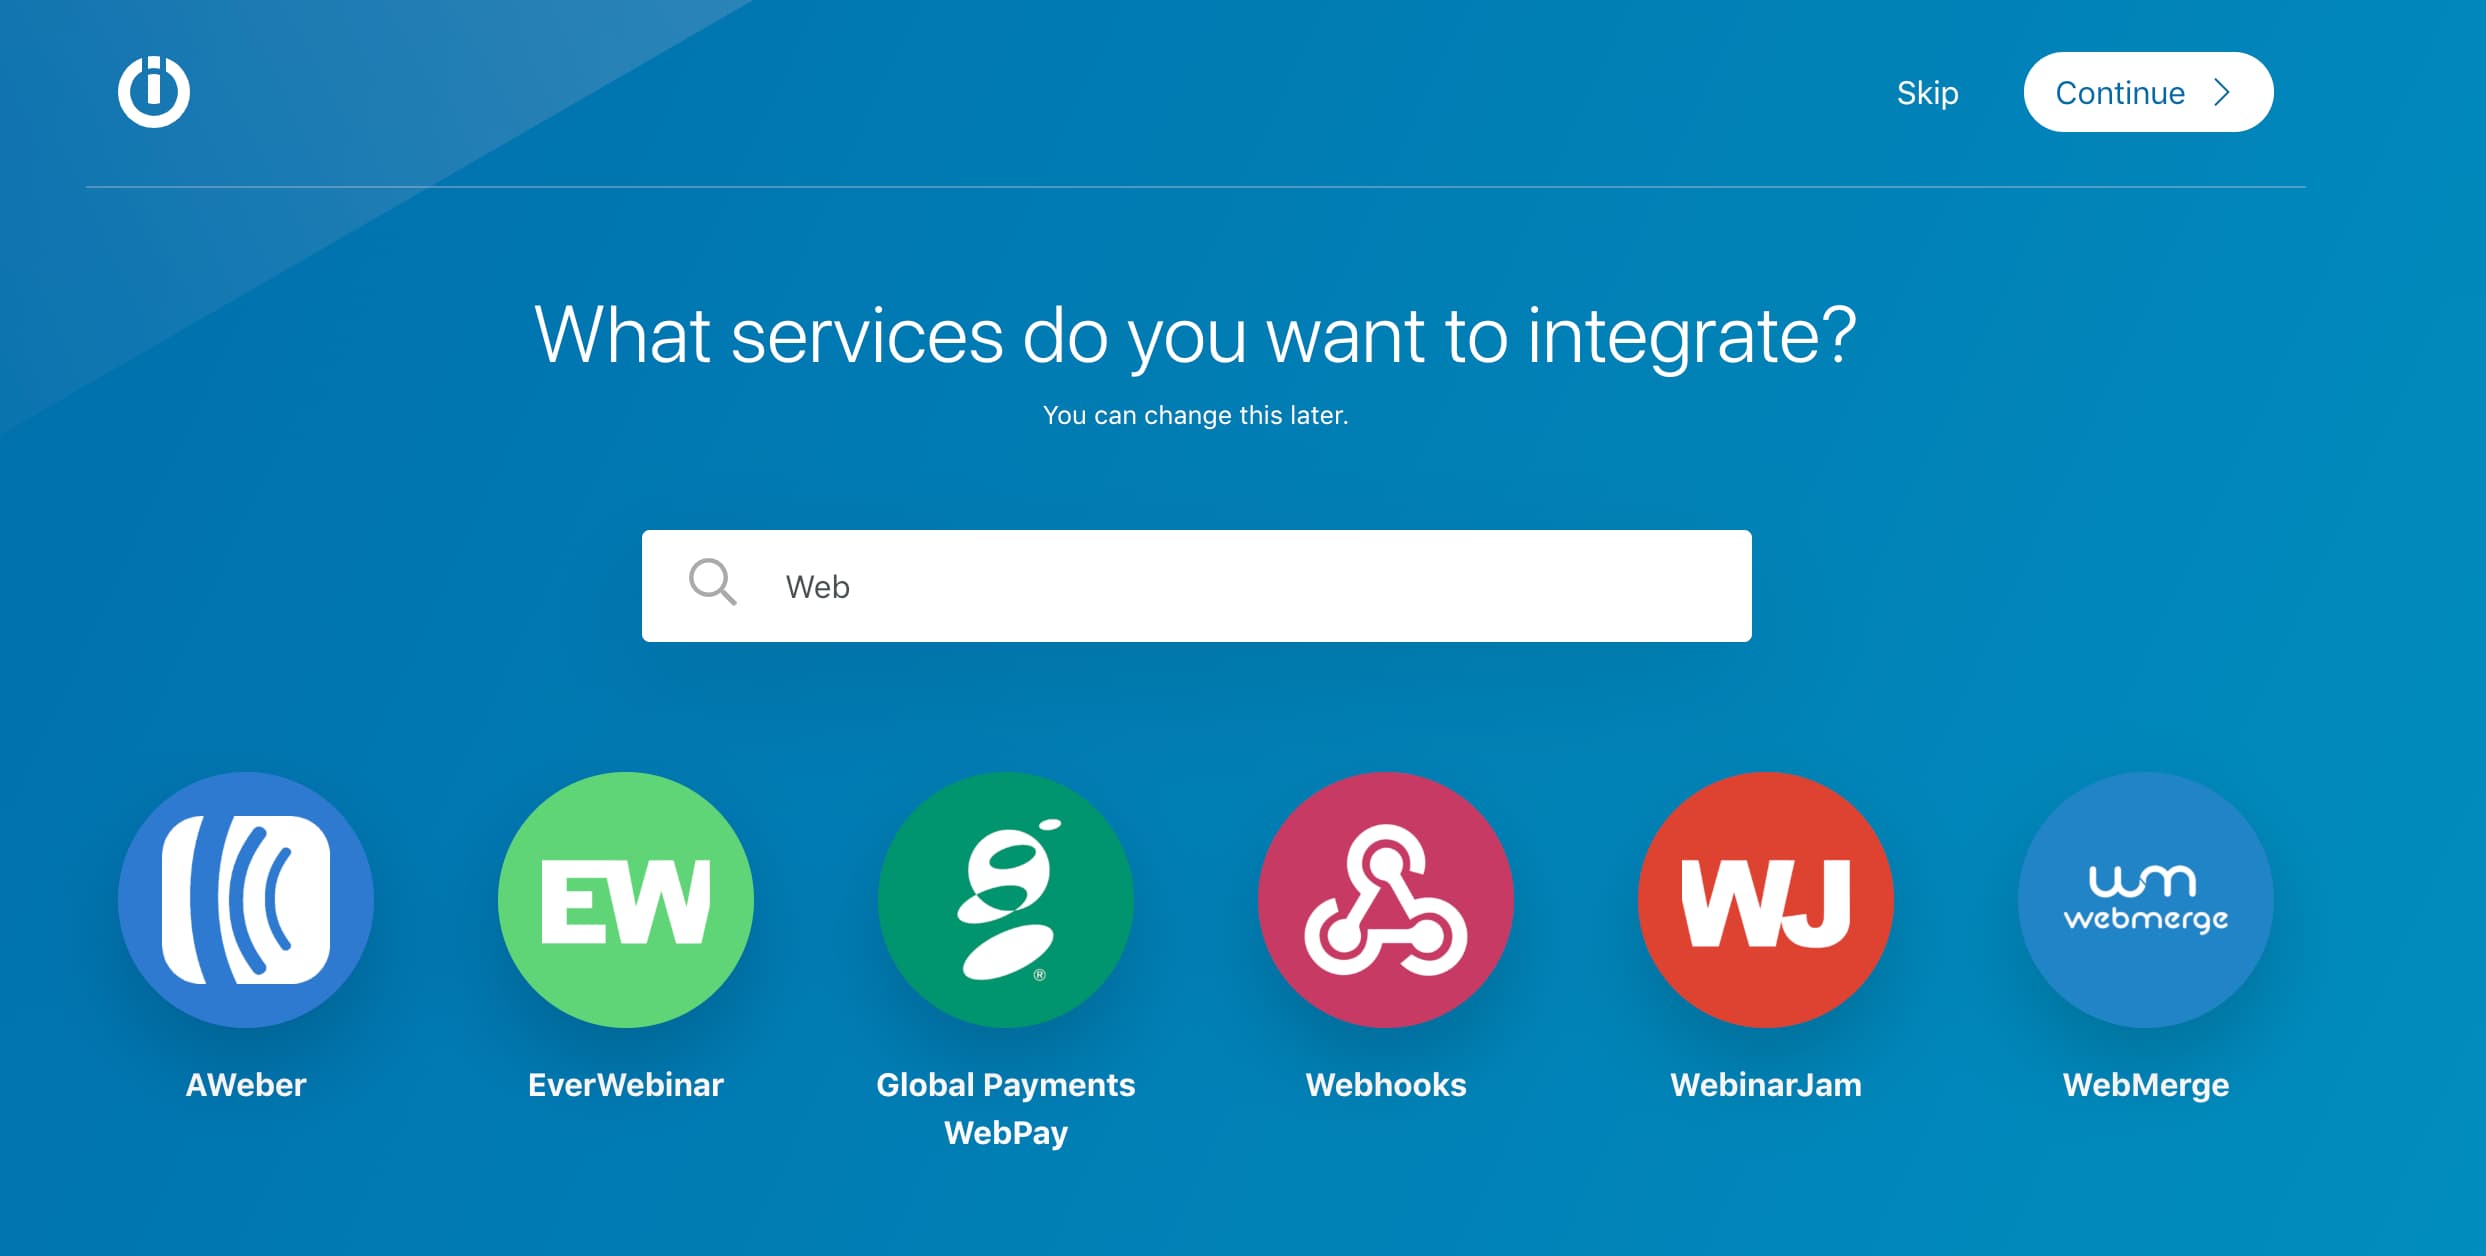 Skip
Continue
What services do you want to integrate?
You can change this later.
Web
EW
®
WJ
wm
webmerge
AWeber
EverWebinar
Global Payments
WebPay
Webhooks
WebinarJam
WebMerge